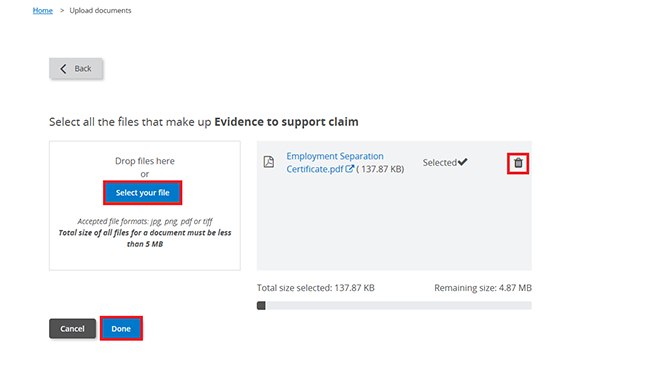 Home > Upload documents
Back
Select all the files that make up Evidence to support claim
Drop files here
or
Select your file
Accepted file formats: jpg, png, pdf or tiff
Total size of all files for a document must be less
than 5 MB
Employment Separation
Certificate.pdf ( 137.87 KB)
Selected
Total size selected: 137.87 KB
Remaining size: 4.87 MB
Cancel
Done